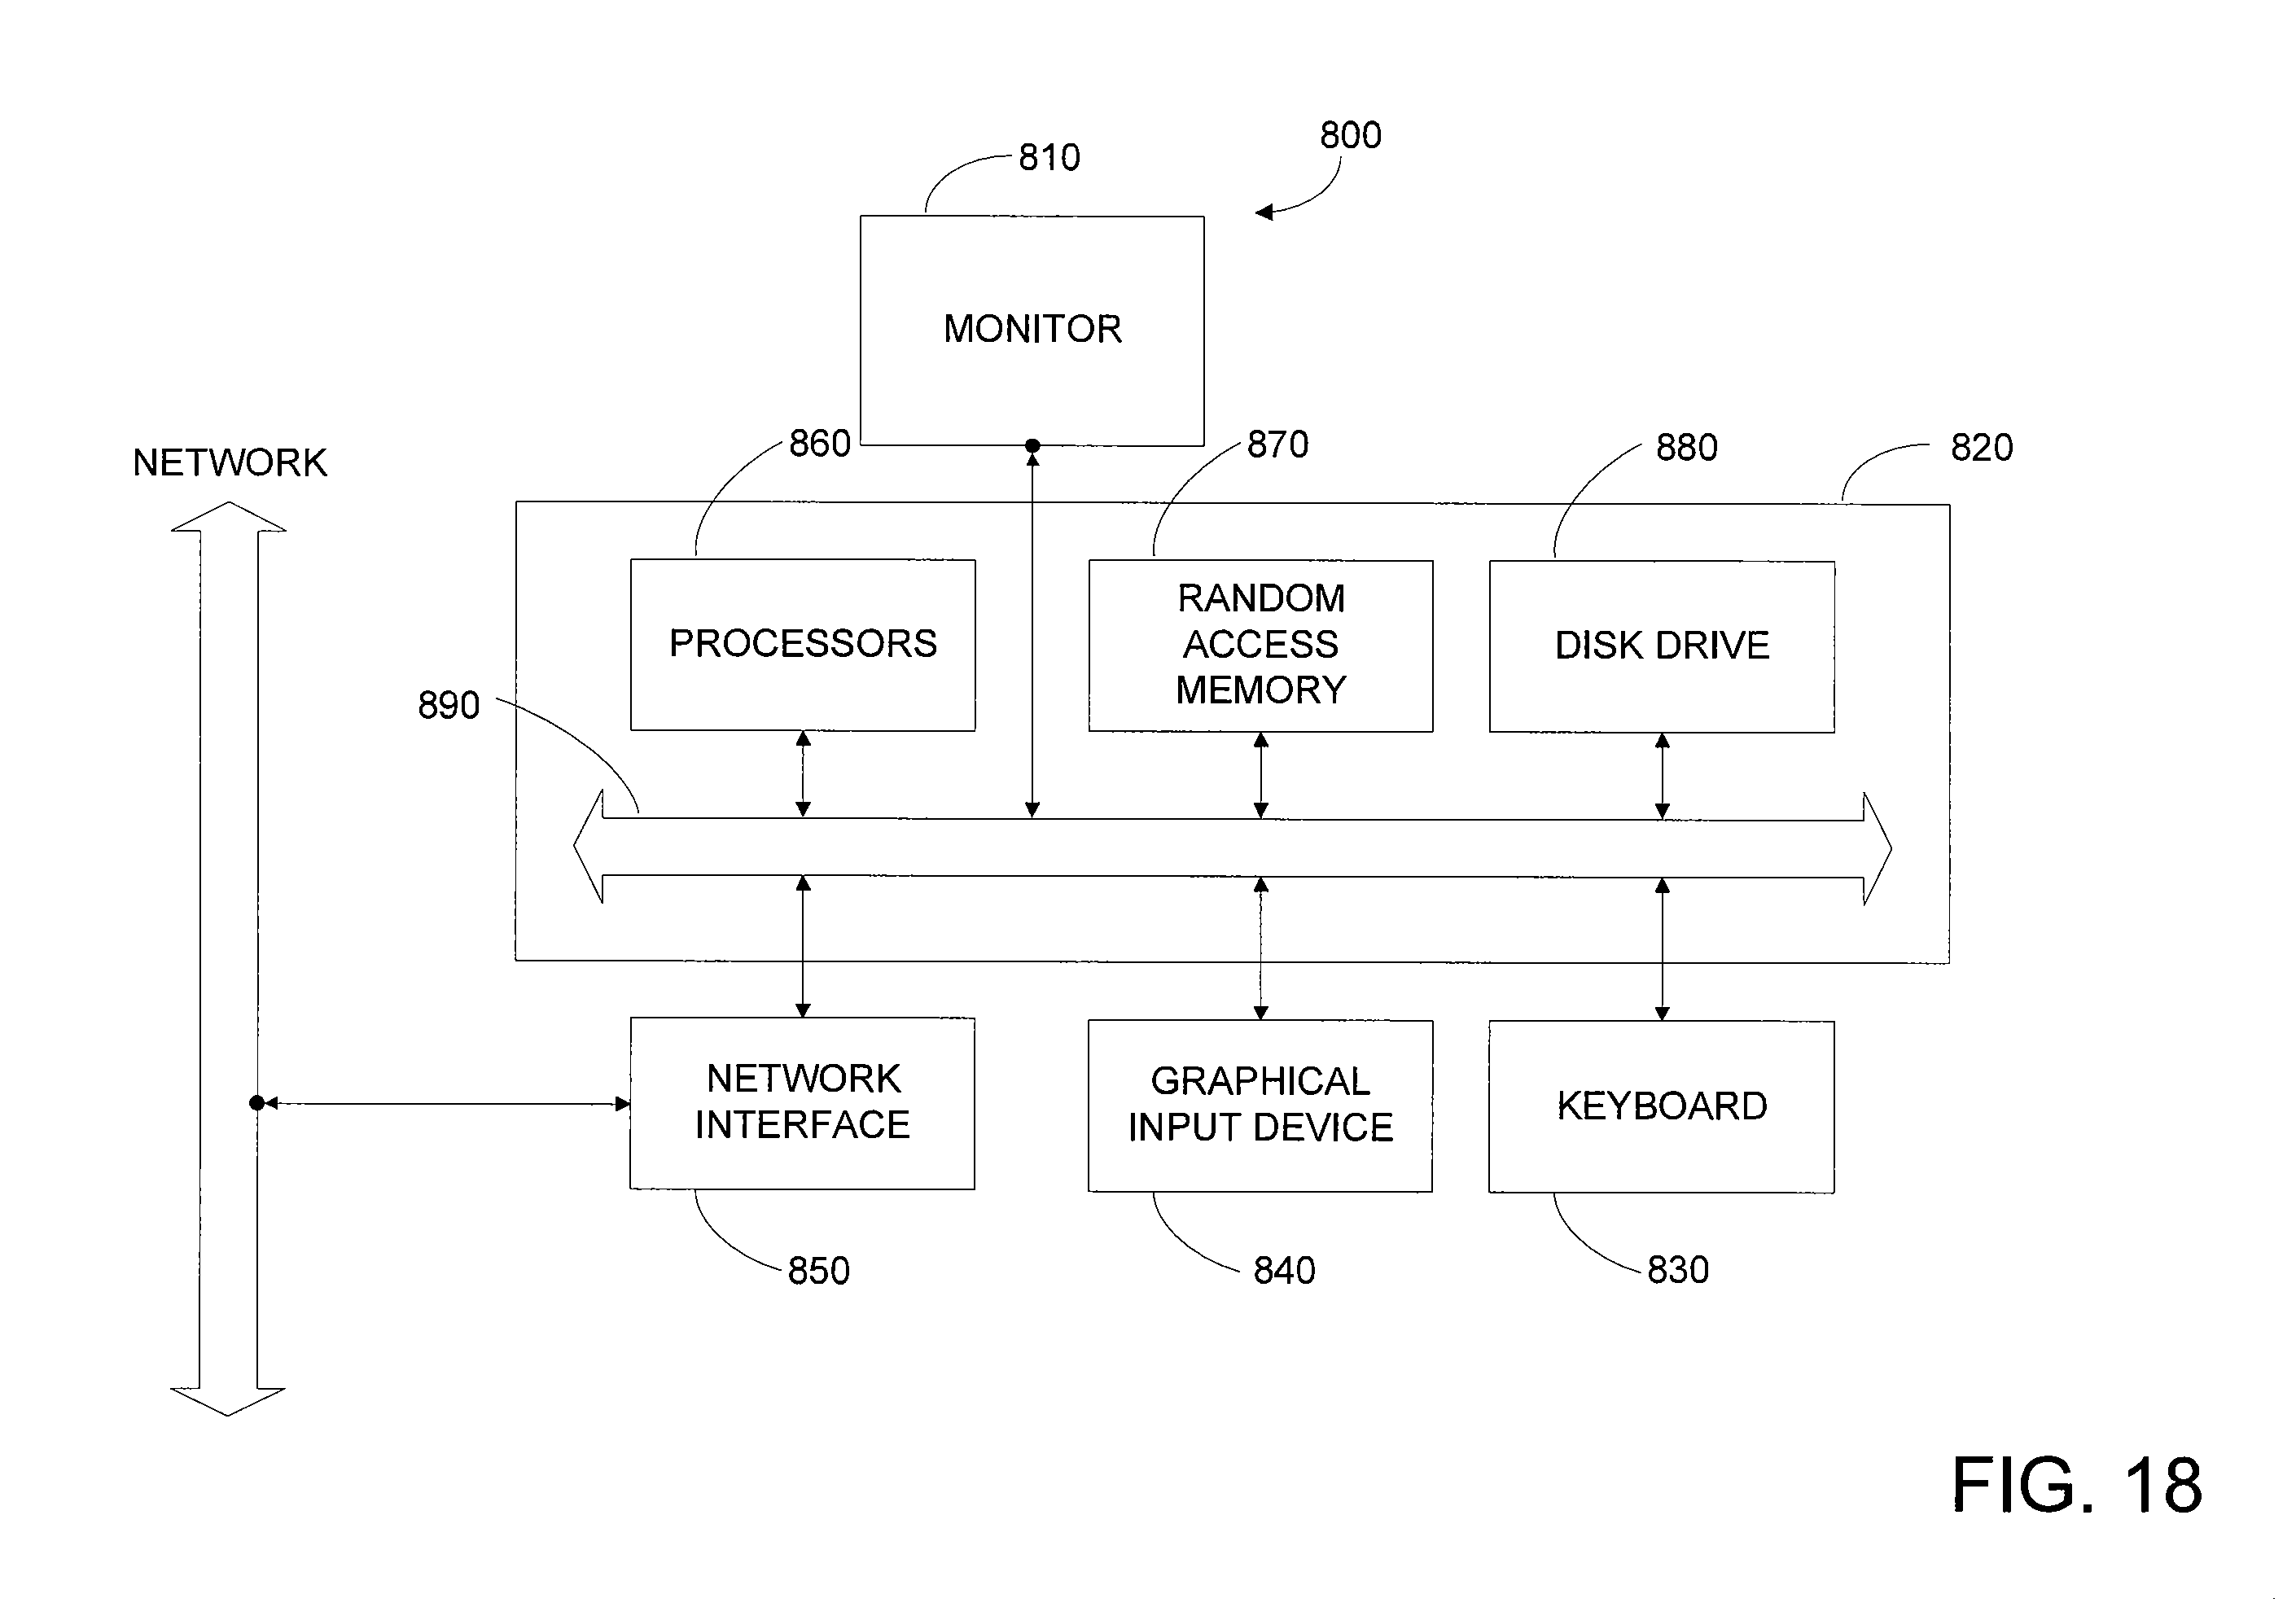 800
810
MONITOR
860
870
880
820
NETWORK
PROCESSORS
RANDOM
ACCESS
MEMORY
DISK DRIVE
890
NETWORK
INTERFACE
GRAPHICAL
INPUT DEVICE
KEYBOARD
850
840
830
FIG. 18